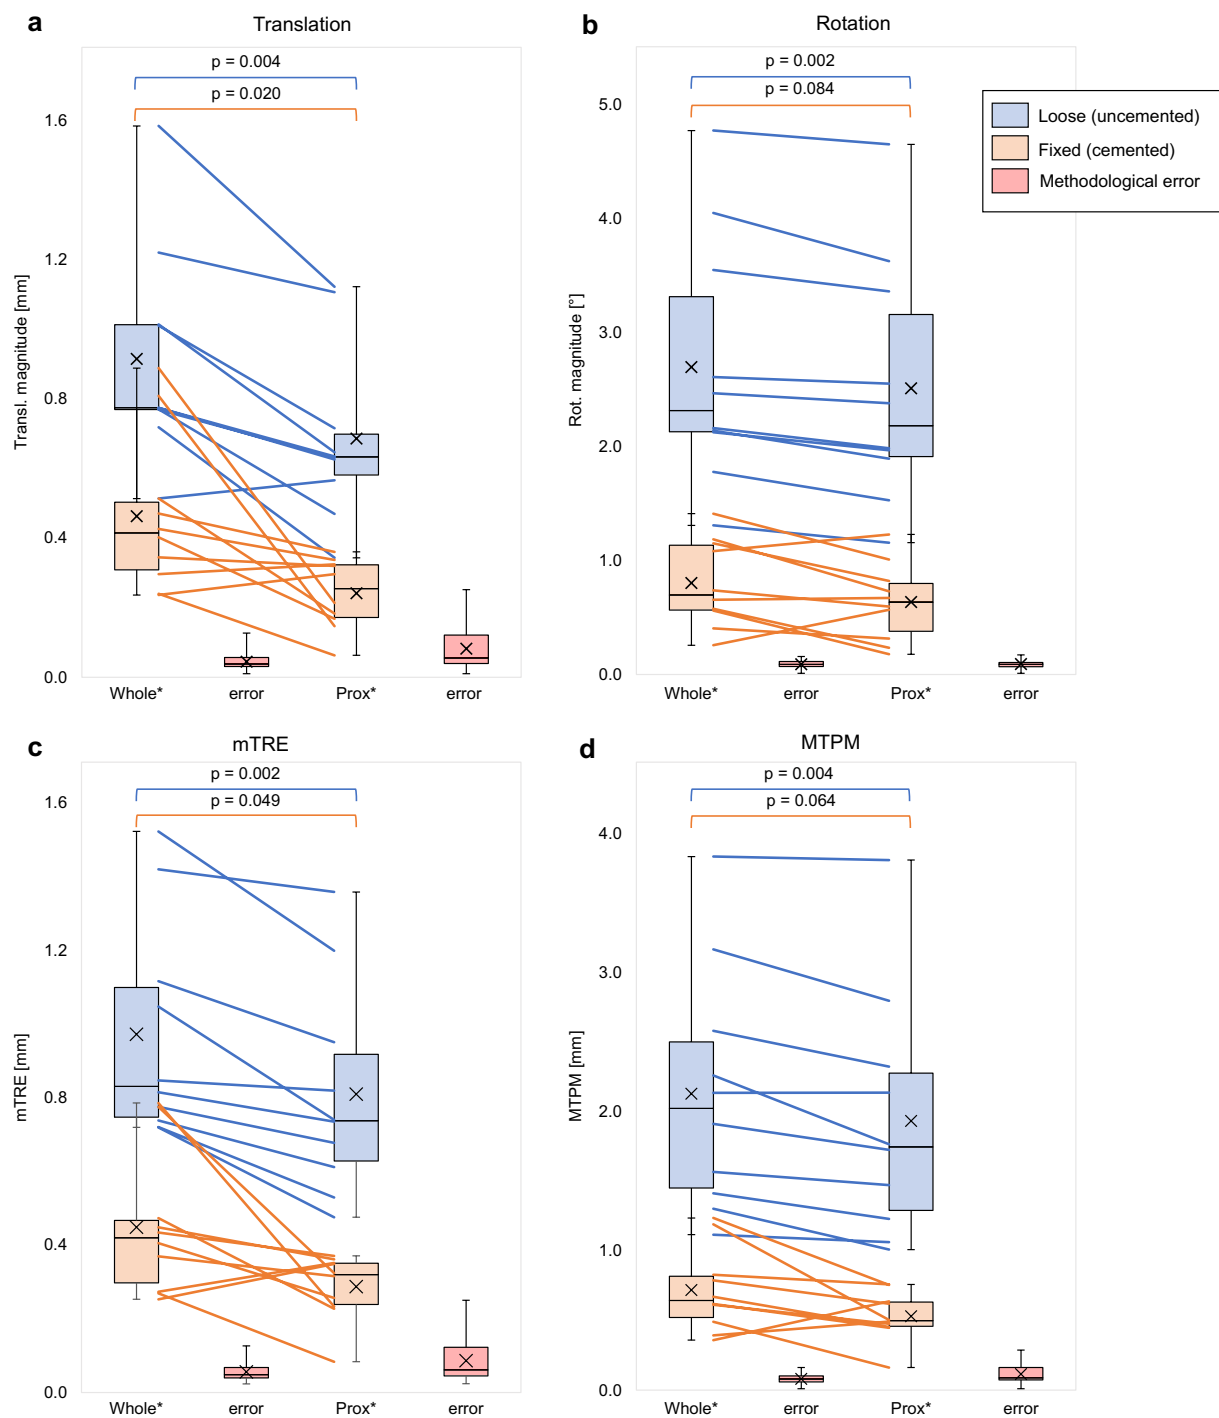 a
Translation
p = 0.004
p = 0.020
1.6
1.2
0.8
0.4
0.0
Transl. magnitude [mm]
Whole*
error
Prox*
error
b
Rotation
p = 0.002
p = 0.084
5.0
4.0
3.0
2.0
1.0
0.0
Rot. magnitude [°]
Whole*
error
Prox*
error
Loose (uncemented)
Fixed (cemented)
Methodological error
c
mTRE
p = 0.002
p = 0.049
1.6
1.2
0.8
0.4
0.0
mTRE [mm]
Whole*
error
Prox*
error
d
MTPM
p = 0.004
p = 0.064
4.0
3.0
2.0
1.0
0.0
MTPM [mm]
Whole*
error
Prox*
error